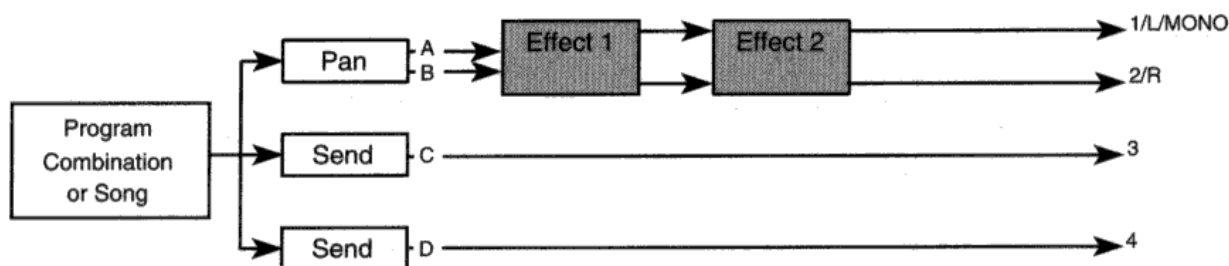 Program
Combination
or Song
Pan
A
B
Effect 1
Effect 2
1/L/MONO
2/R
Send
C
3
Send
D
4